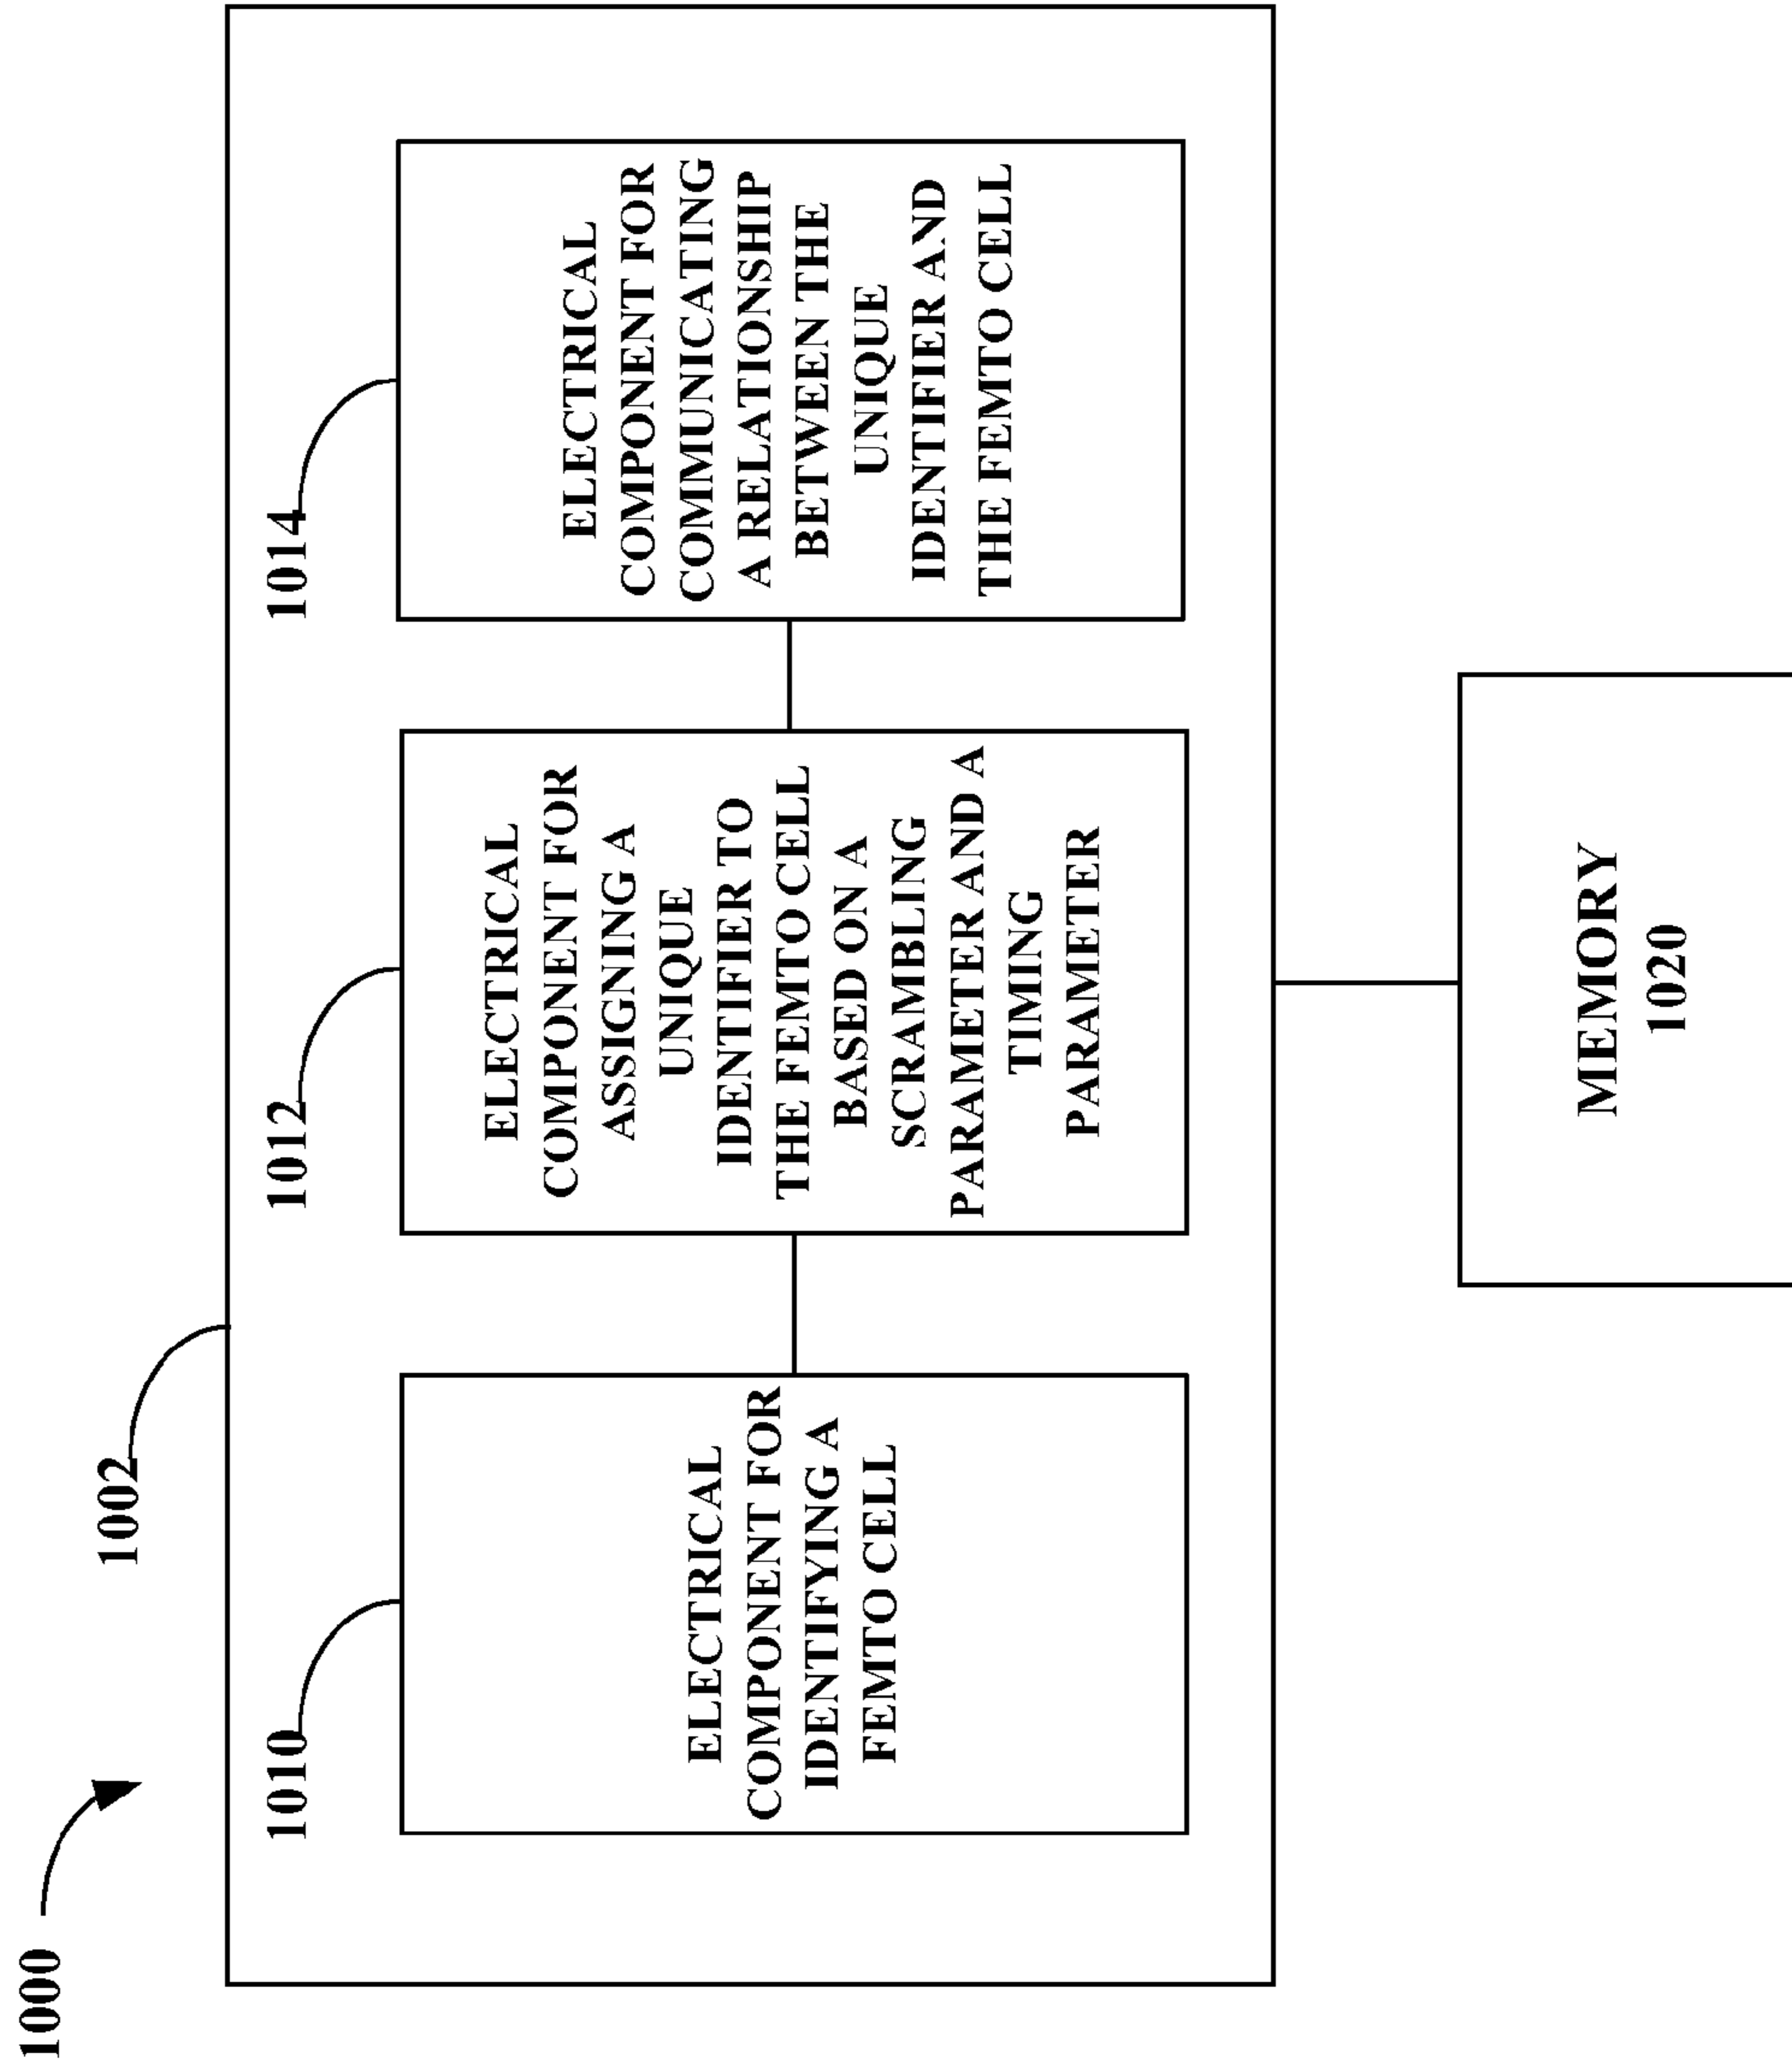 1000
1002
1010
ELECTRICAL
COMPONENT FOR
IDENTIFYING A
FEMTO CELL
1012
ELECTRICAL
COMPONENT FOR
ASSIGNING A
UNIQUE
IDENTIFIER TO
THE FEMTO CELL
BASED ON A
SCRAMBLING
PARAMETER AND A
TIMING
PARAMETER
1014
ELECTRICAL
COMPONENT FOR
COMMUNICATING
A RELATIONSHIP
BETWEEN THE
UNIQUE
IDENTIFIER AND
THE FEMTO CELL
MEMORY
1020